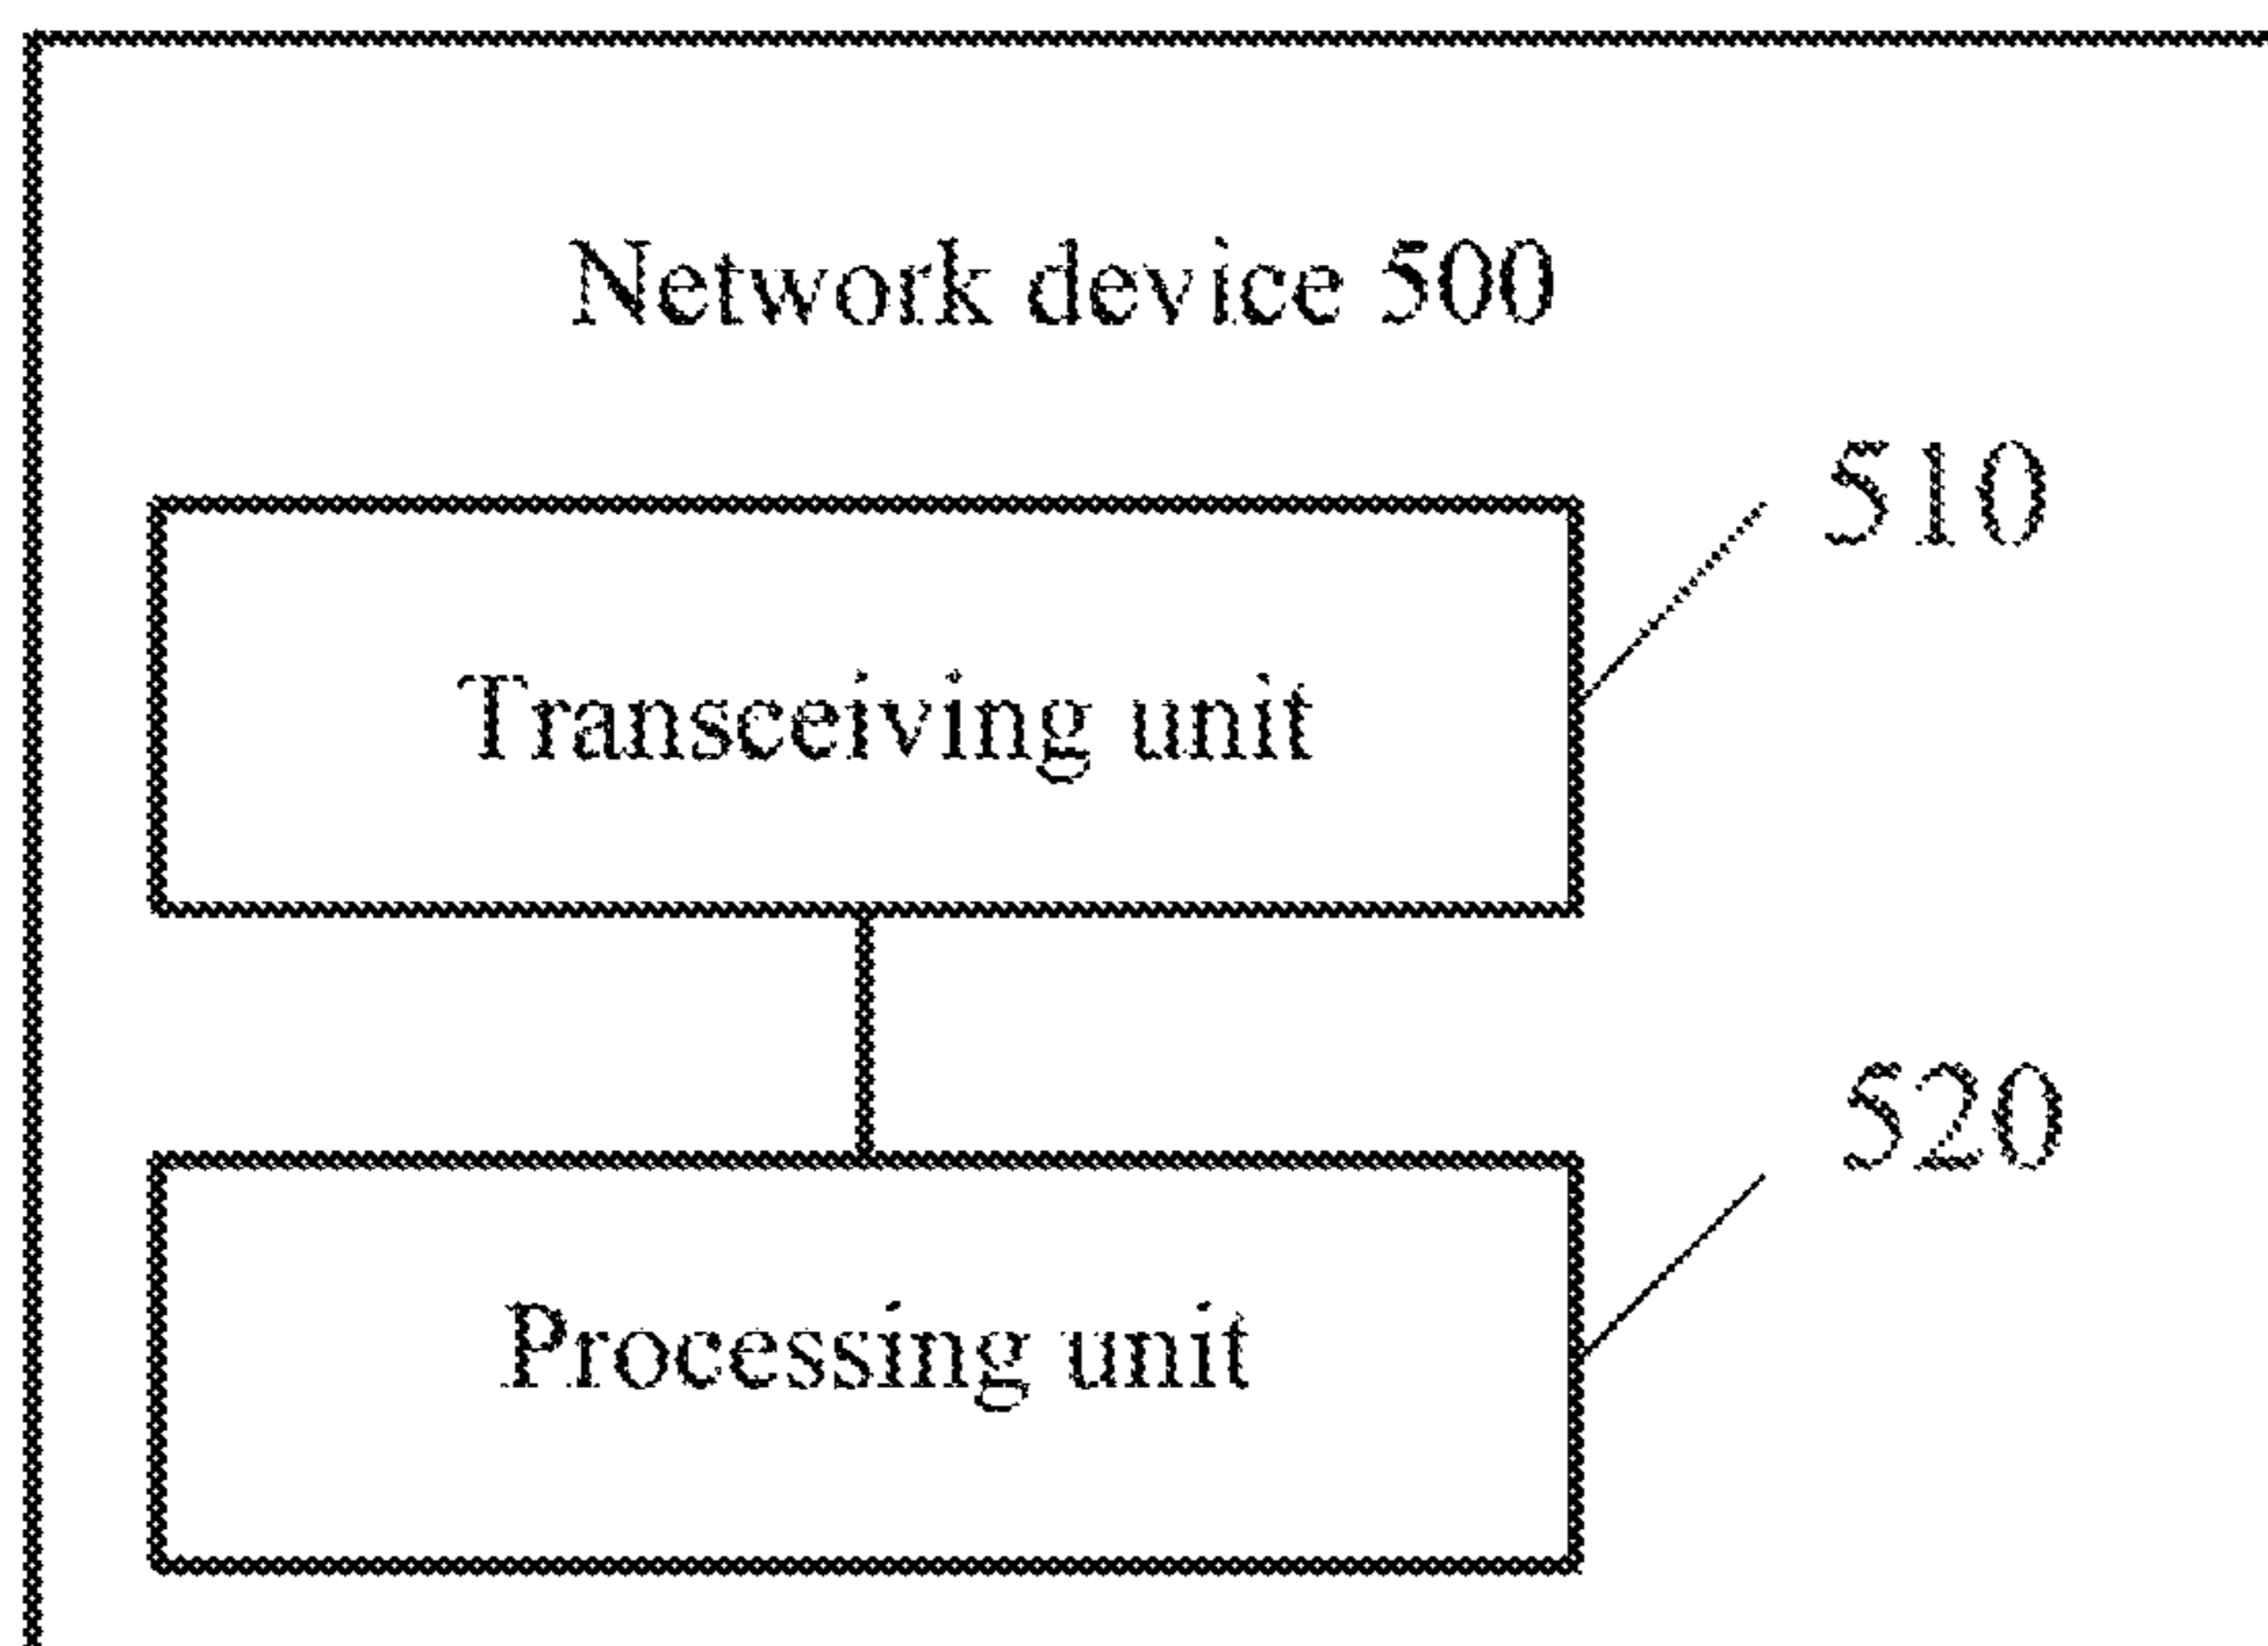 Network device 500
510
Transceiving unit
520
Processing unit